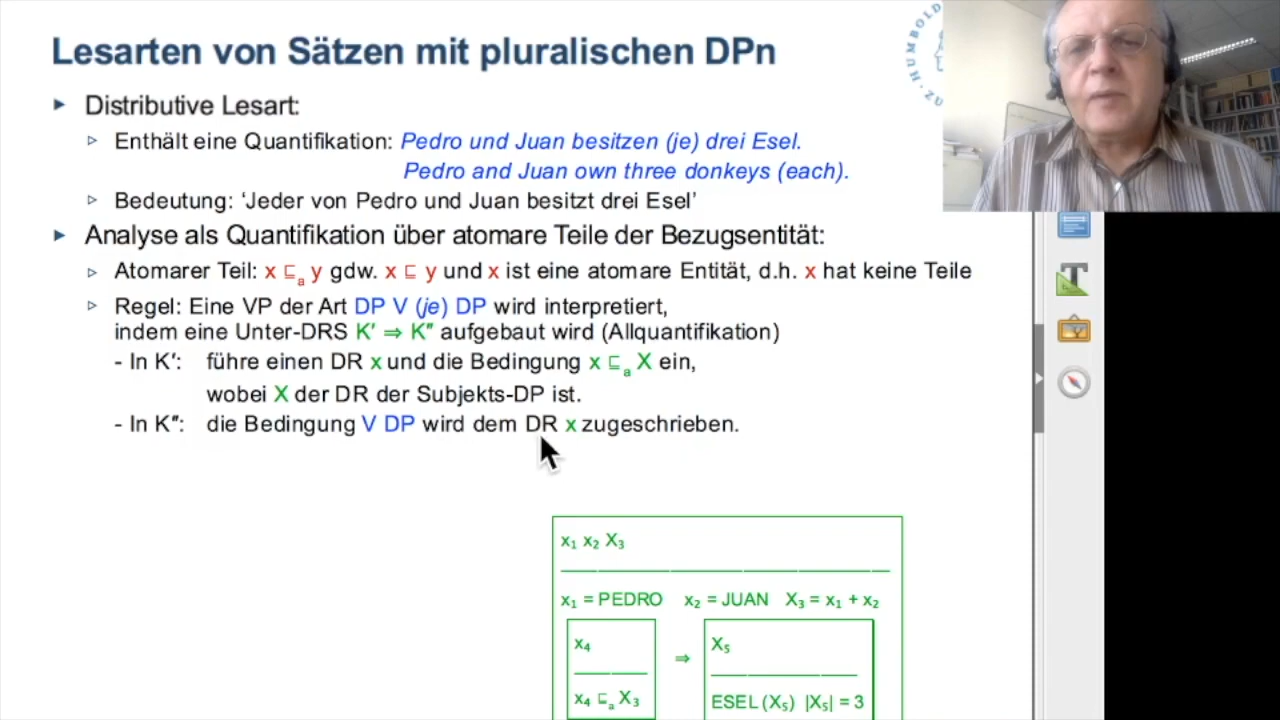 Lesarten von Sätzen mit pluralischen DPn
HUMBOLD
ZU
▸ Distributive Lesart:
▹ Enthält eine Quantifikation: Pedro und Juan besitzen (je) drei Esel.
Pedro and Juan own three donkeys (each).
▹ Bedeutung: ‘Jeder von Pedro und Juan besitzt drei Esel’
▸ Analyse als Quantifikation über atomare Teile der Bezugsentität:
▹ Atomarer Teil: x ⊑ₐ y gdw. x ⊑ y und x ist eine atomare Entität, d.h. x hat keine Teile
▹ Regel: Eine VP der Art DP V (je) DP wird interpretiert,
indem eine Unter-DRS K′ ⇒ K″ aufgebaut wird (Allquantifikation)
- In K′: führe einen DR x und die Bedingung x ⊑ₐ X ein,
wobei X der DR der Subjekts-DP ist.
- In K″: die Bedingung V DP wird dem DR x zugeschrieben.
x₁ x₂ X₃
x₁ = PEDRO x₂ = JUAN X₃ = x₁ + x₂
x₄ ⇒ X₅
x₄ ⊑ₐ X₃ ESEL (X₅) |X₅| = 3